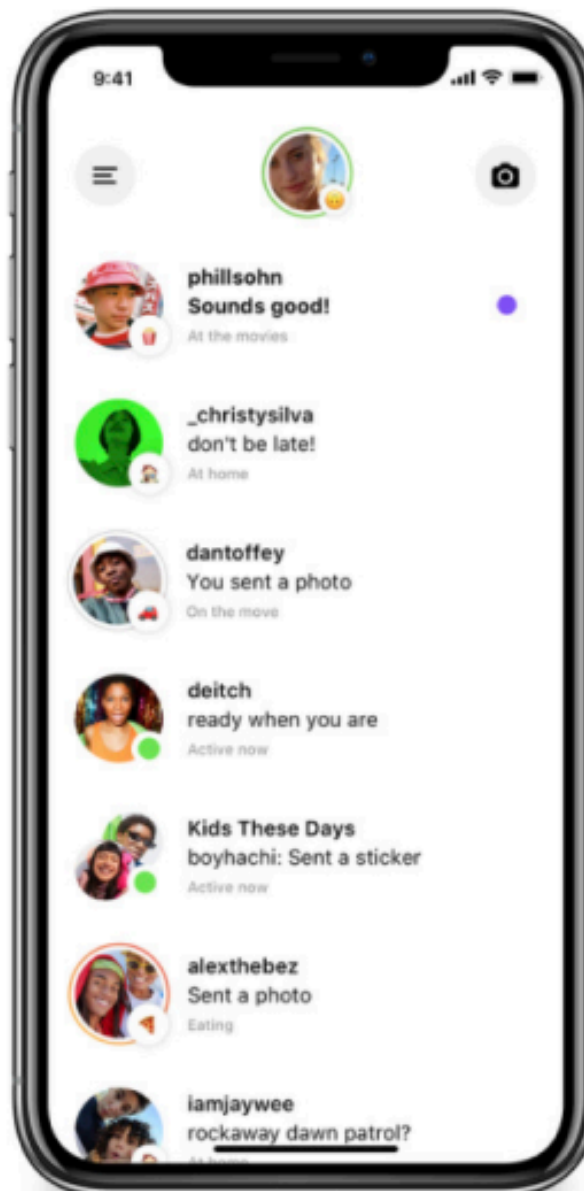 9:41
phillsohn
Sounds good!
At the movies
_christysilva
don't be late!
At home
dantoffey
You sent a photo
On the move
deitch
ready when you are
Active now
Kids These Days
boyhachi: Sent a sticker
Active now
alexthebez
Sent a photo
Eating
iamjaywee
rockaway dawn patrol?
At home